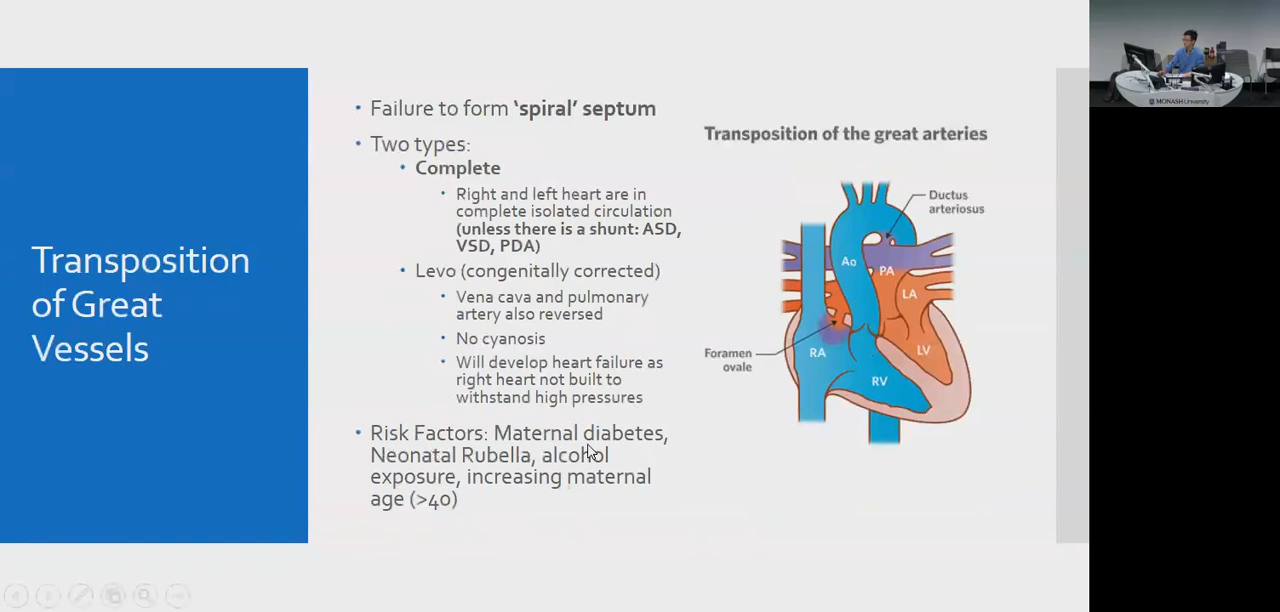 Transposition
of Great
Vessels
Failure to form ‘spiral’ septum
Two types:
Complete
Right and left heart are in
complete isolated circulation
(unless there is a shunt: ASD,
VSD, PDA)
Levo (congenitally corrected)
Vena cava and pulmonary
artery also reversed
No cyanosis
Will develop heart failure as
right heart not built to
withstand high pressures
Risk Factors: Maternal diabetes,
Neonatal Rubella, alcohol
exposure, increasing maternal
age (>40)
Transposition of the great arteries
Ductus
arteriosus
Ao
PA
LA
Foramen
ovale
RA
LV
RV
MONASH University